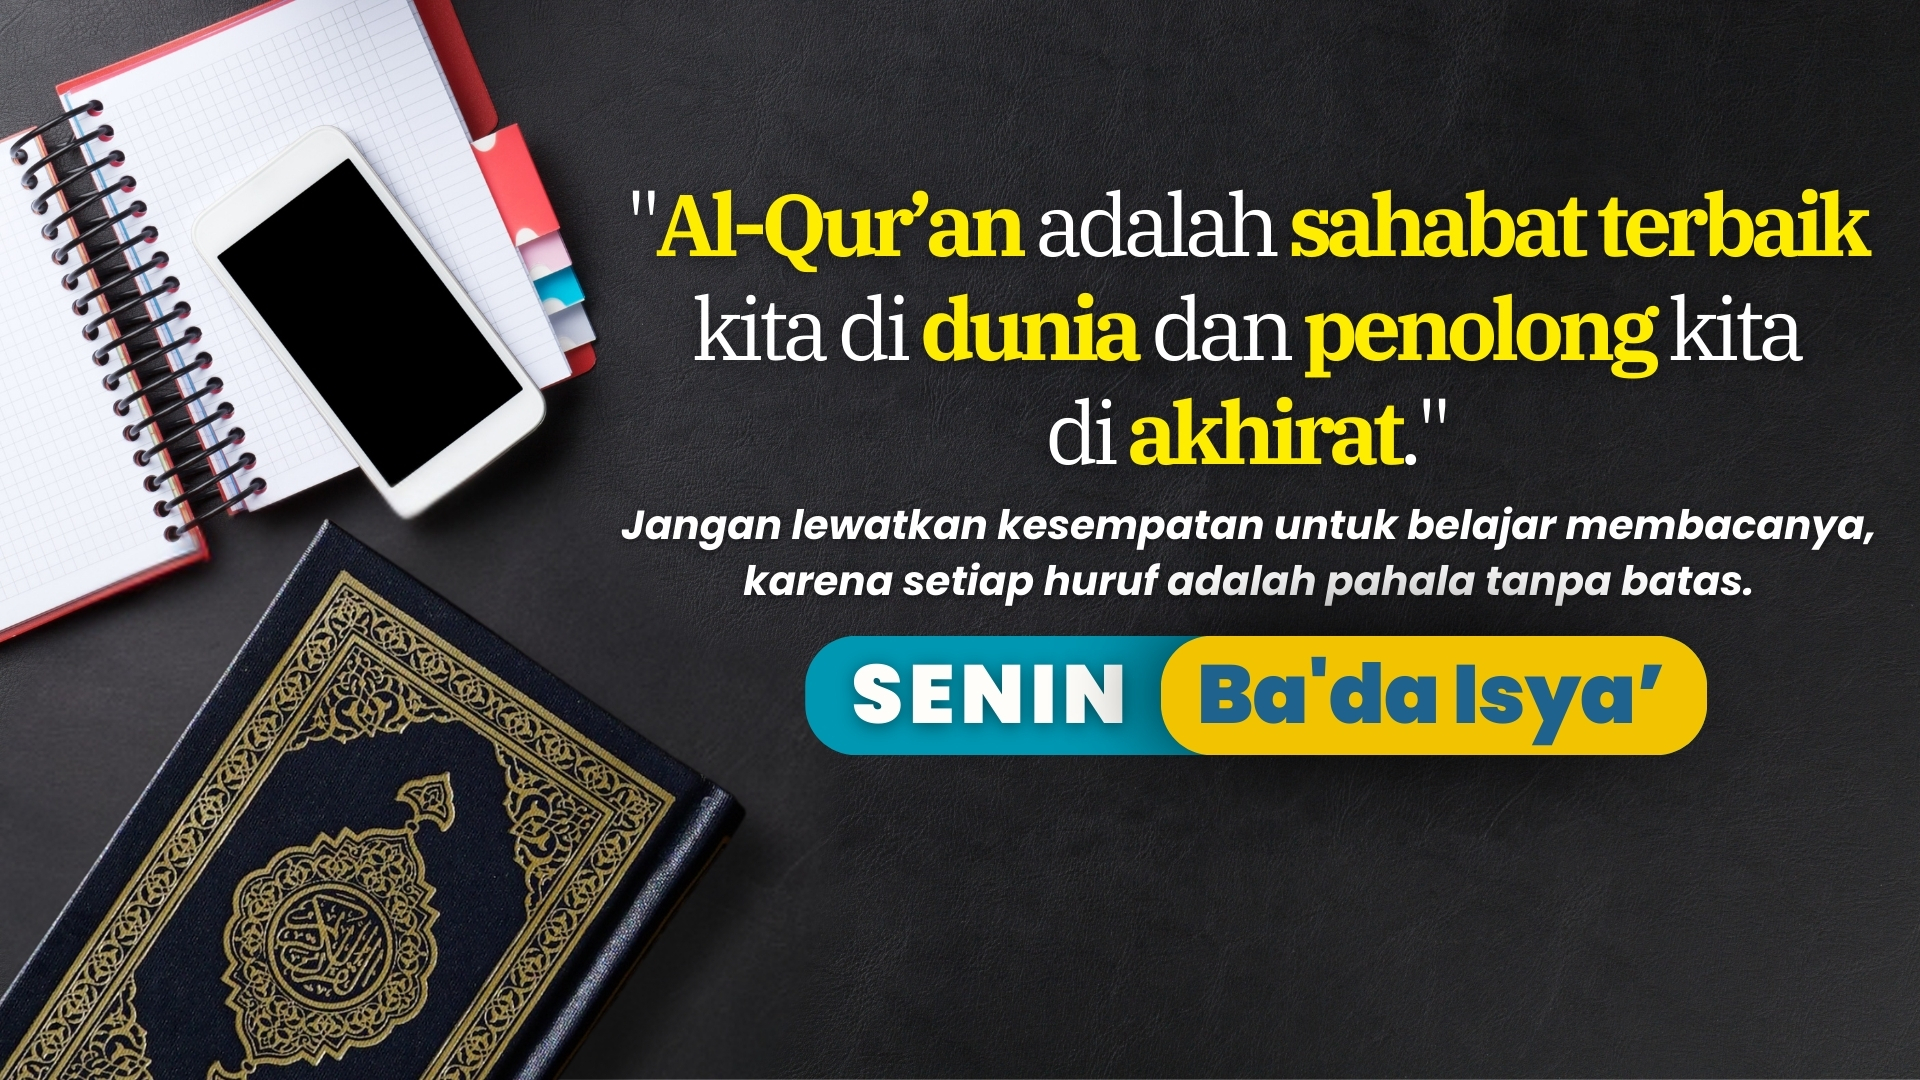 "Al-Qur’an adalah sahabat terbaik
kita di dunia dan penolong kita
di akhirat."
Jangan lewatkan kesempatan untuk belajar membacanya,
karena setiap huruf adalah pahala tanpa batas.
SENIN Ba'da Isya’